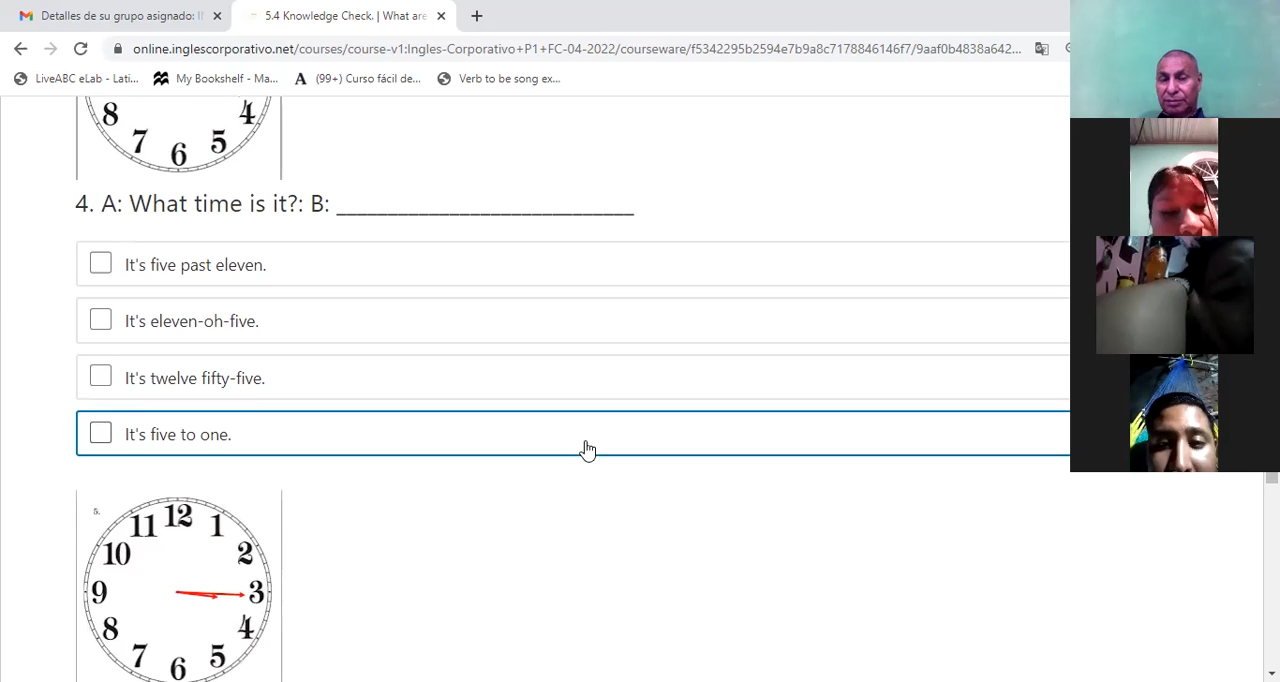 Detalles de su grupo asignado: I
5.4 Knowledge Check. | What are
online.inglescorporativo.net/courses/course-v1:Ingles-Corporativo+P1+FC-04-2022/courseware/f5342295b2594e7b9a8c7178846146f7/9aaf0b4838a642...
LiveABC eLab - Lati...
My Bookshelf - Ma...
(99+) Curso fácil de...
Verb to be song ex...
8 4
7 5
6
4. A: What time is it?: B: ____________________________
It's five past eleven.
It's eleven-oh-five.
It's twelve fifty-five.
It's five to one.
5.
11 12 1
10 2
9 3
8 4
7 5
6